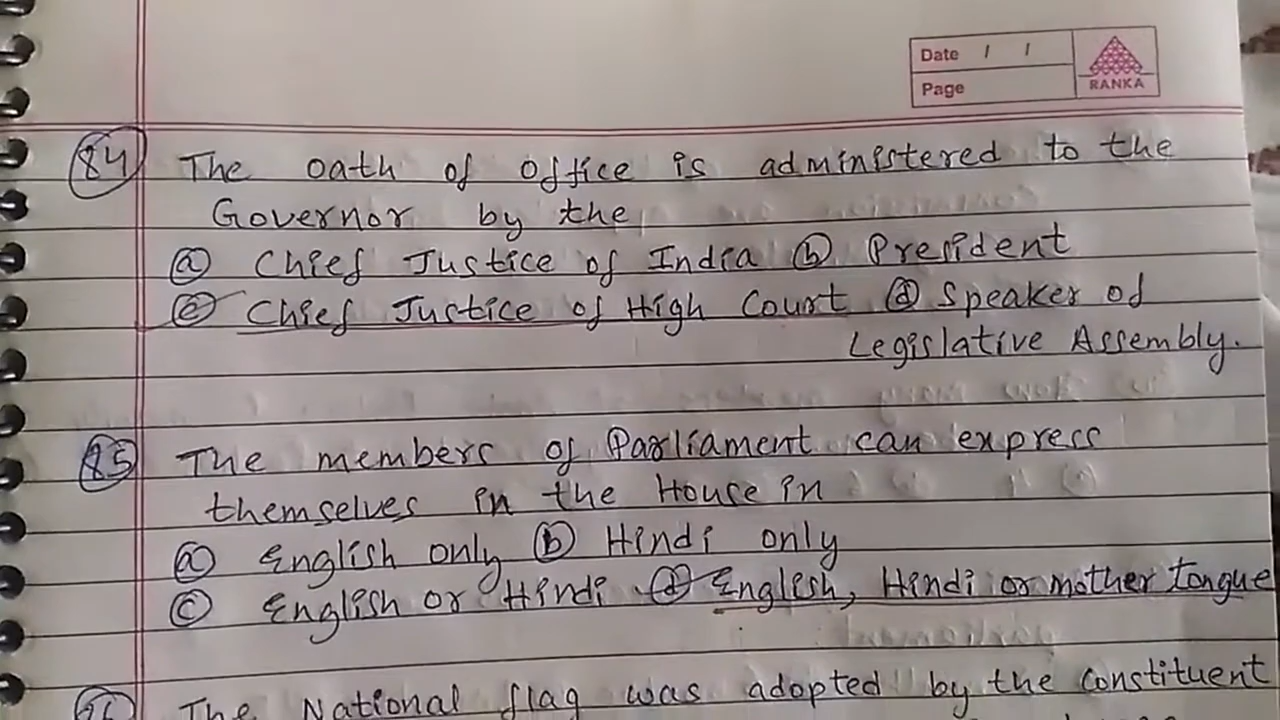 Date / /
Page
RANKA
84 The oath of office is administered to the
Governor by the
(a) Chief Justice of India (b) President
(c) Chief Justice of High Court (d) Speaker of
Legislative Assembly.
85 The members of Parliament can express
themselves in the House in
(a) English only (b) Hindi only
(c) English or Hindi (d) English, Hindi or mother tongue
The National flag was adopted by the constituent